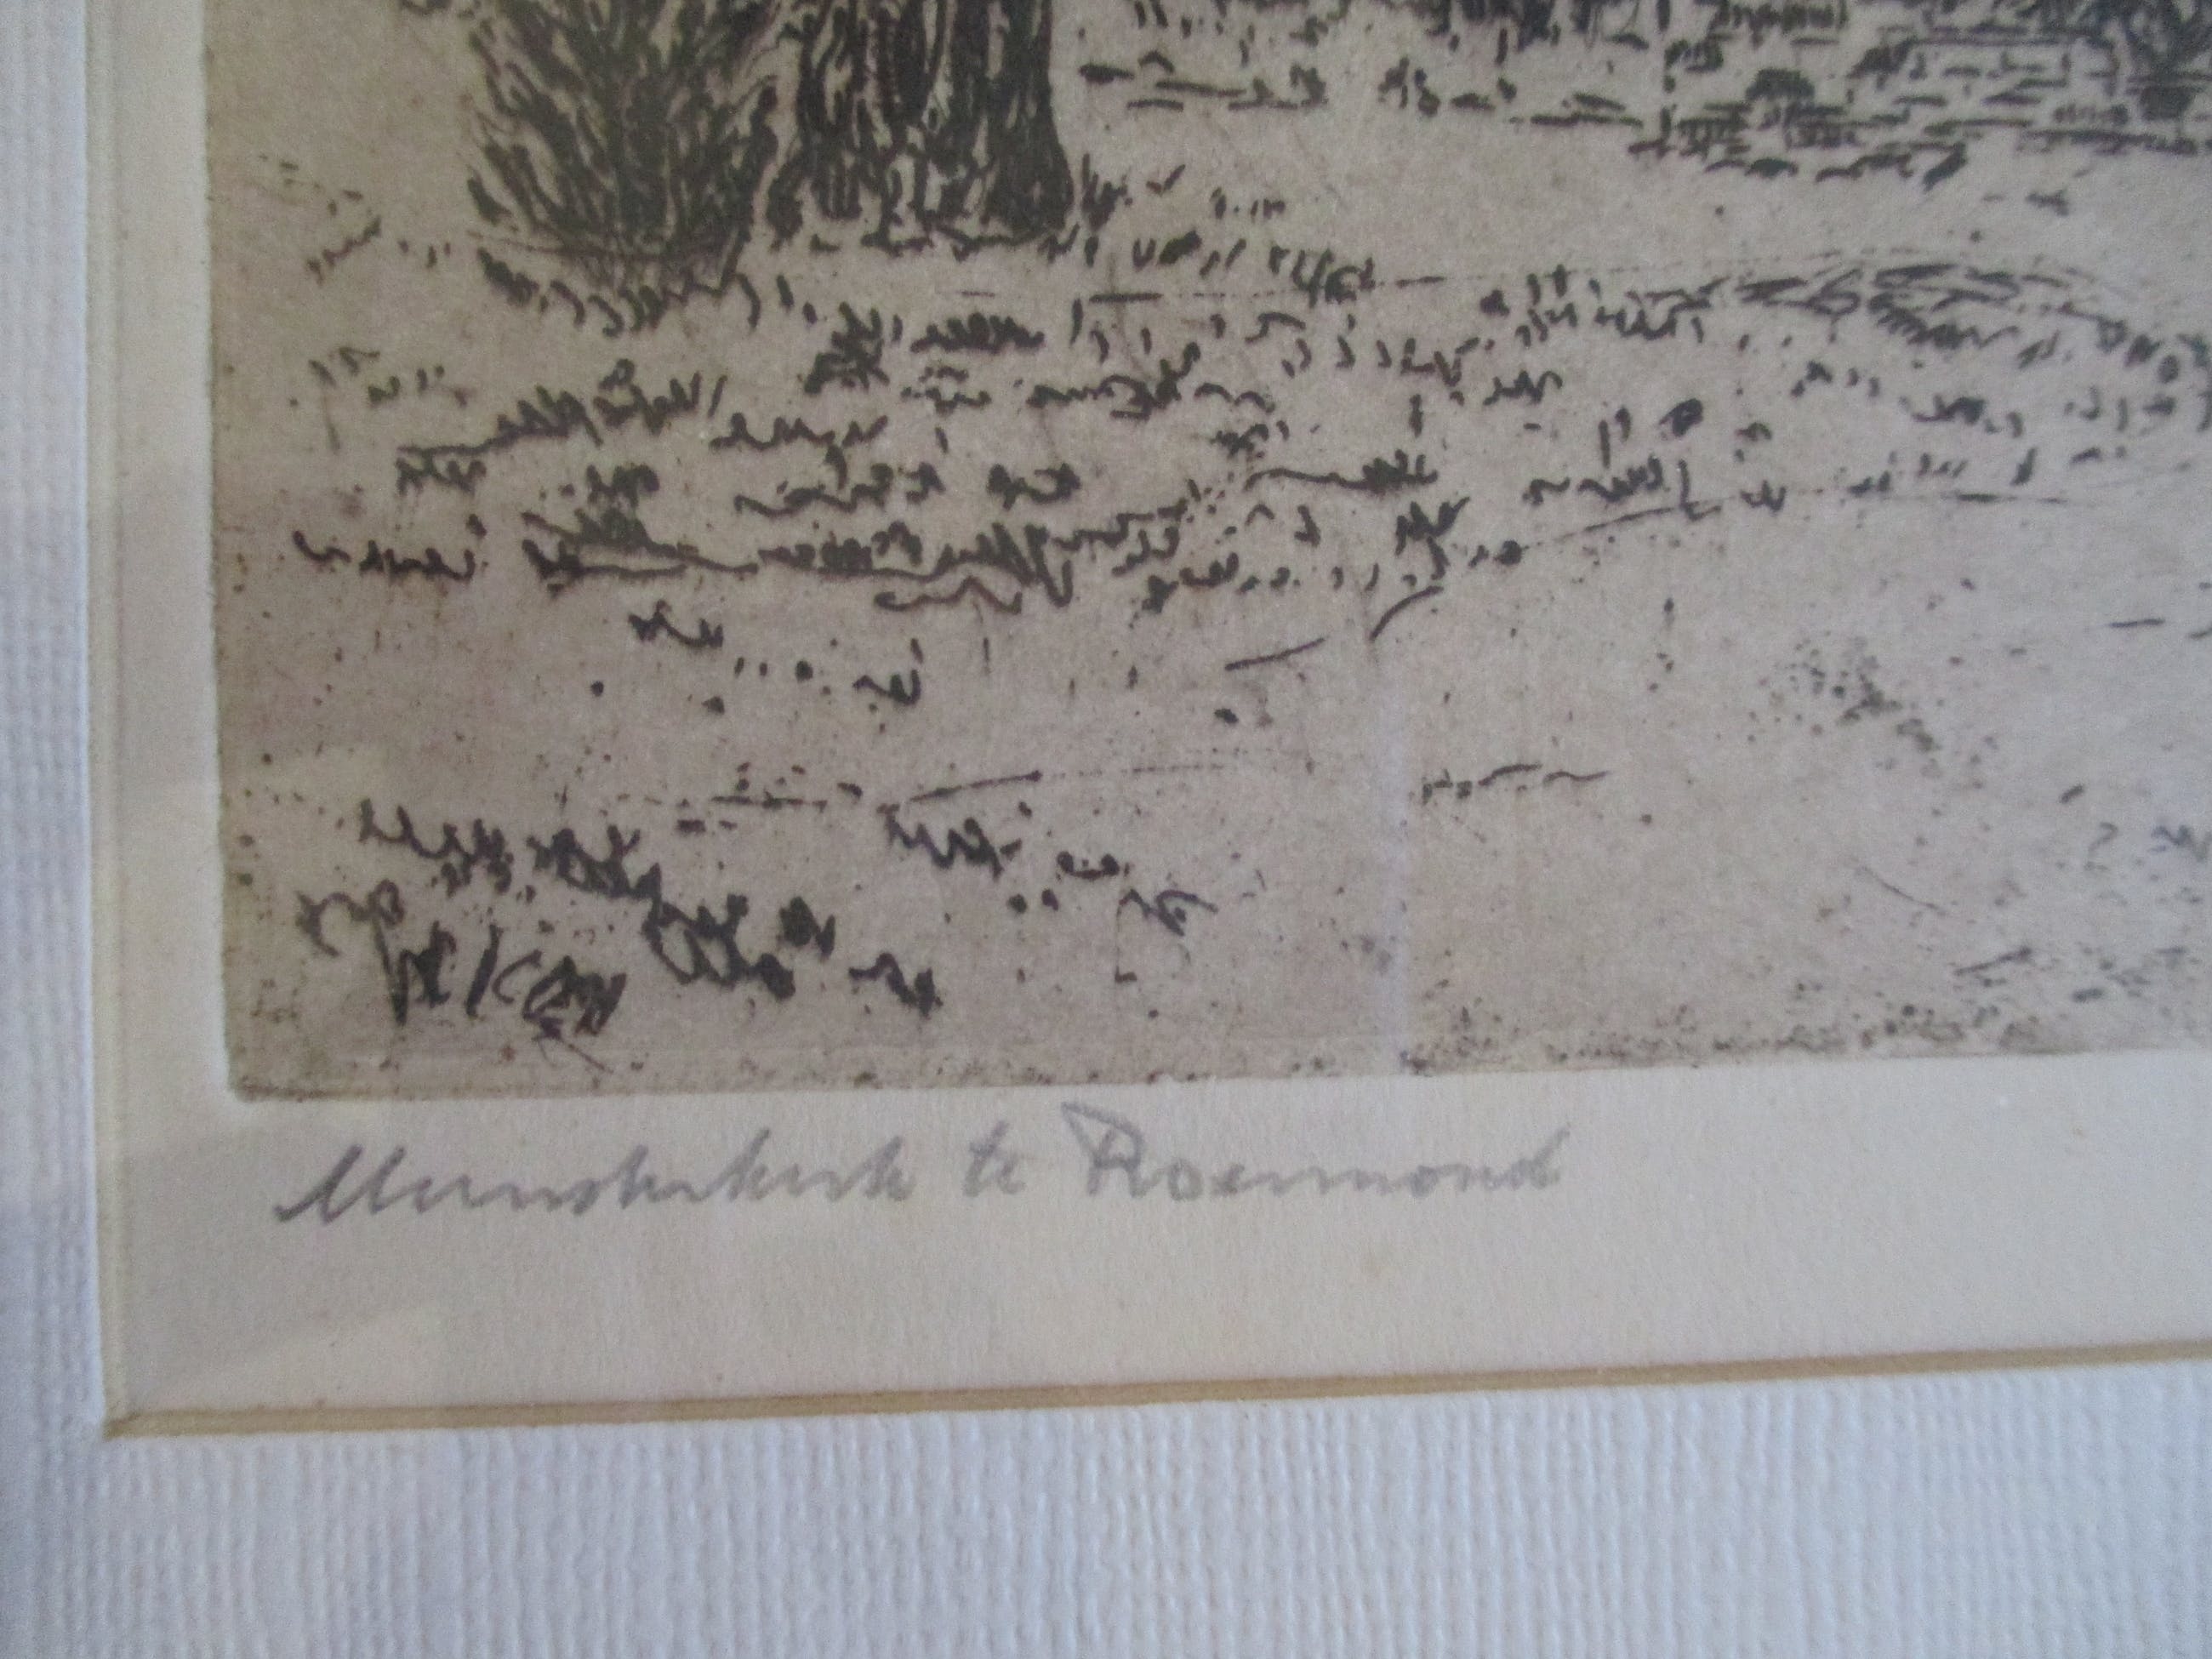 Munsterkerk te Roermond